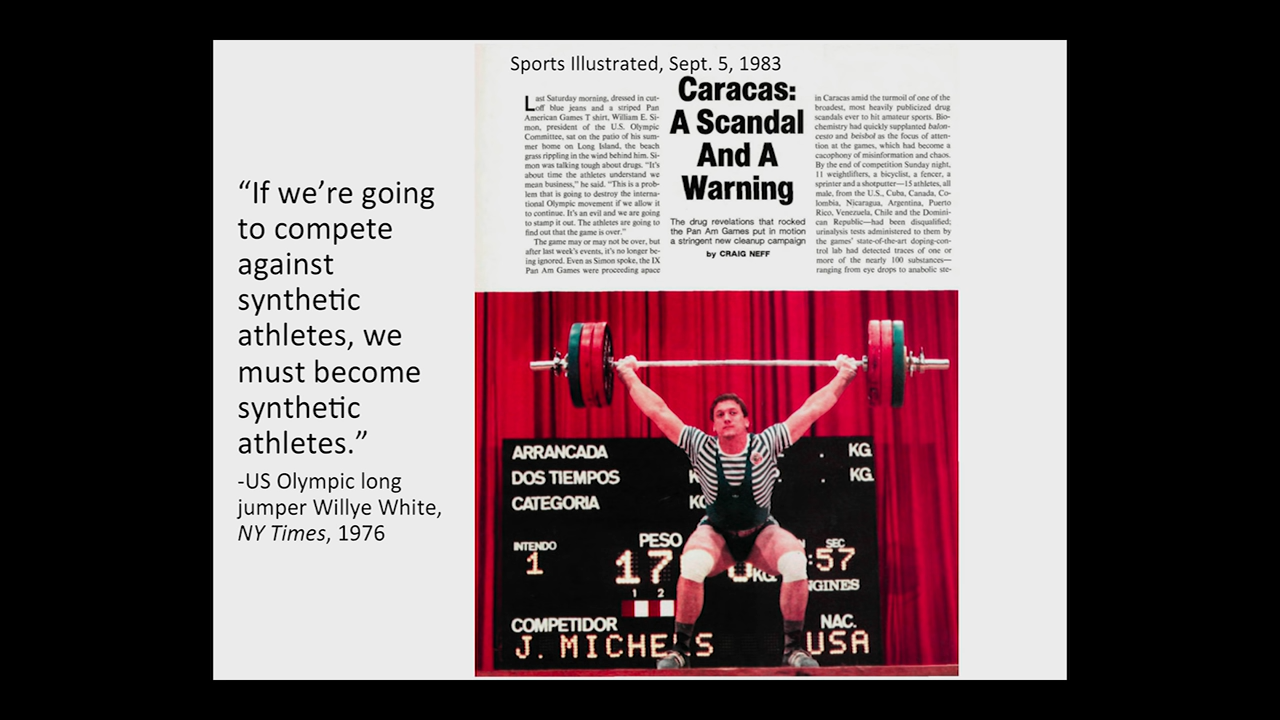 Sports Illustrated, Sept. 5, 1983
“If we’re going
to compete
against
synthetic
athletes, we
must become
synthetic
athletes.”
-US Olympic long
jumper Willye White,
NY Times, 1976
Caracas:
A Scandal
And A
Warning
The drug revelations that rocked
the Pan Am Games put in motion
a stringent new cleanup campaign
by CRAIG NEFF
Last Saturday morning, dressed in cut-
off blue jeans and a striped Pan
American Games T shirt, William E. Si-
mon, president of the U.S. Olympic
Committee, sat on the patio of his sum-
mer home on Long Island, the beach
grass rippling in the wind behind him. Si-
mon was talking tough about drugs. “It’s
about time the athletes understand we
mean business,” he said. “This is a prob-
lem that is going to destroy the interna-
tional Olympic movement if we allow it
to continue. It’s an evil and we are going
to stamp it out. The athletes are going to
find out that the game is over.”
The game may or may not be over, but
after last week’s events, it’s no longer be-
ing ignored. Even as Simon spoke, the IX
Pan Am Games were proceeding apace
in Caracas amid the turmoil of one of the
broadest, most heavily publicized drug
scandals ever to hit amateur sports. Bio-
chemistry had quickly supplanted balon-
cesto and beisbol as the focus of atten-
tion at the games, which had become a
cacophony of misinformation and chaos.
By the end of competition Sunday night,
11 weightlifters, a bicyclist, a fencer, a
sprinter and a shotputter—15 athletes, all
male, from the U.S., Cuba, Canada, Co-
lombia, Nicaragua, Argentina, Puerto
Rico, Venezuela, Chile and the Domini-
can Republic—had been disqualified;
urinalysis tests administered to them by
the games’ state-of-the-art doping-con-
trol lab had detected traces of one or
more of the nearly 100 substances—
ranging from eye drops to anabolic ste-
ARRANCADA . KG
DOS TIEMPOS K . KG
CATEGORIA KG
INTENDO PESO SEC
1 17 0 KG :57
1 2
COMPETIDOR NAC.
J. MICHELS USA